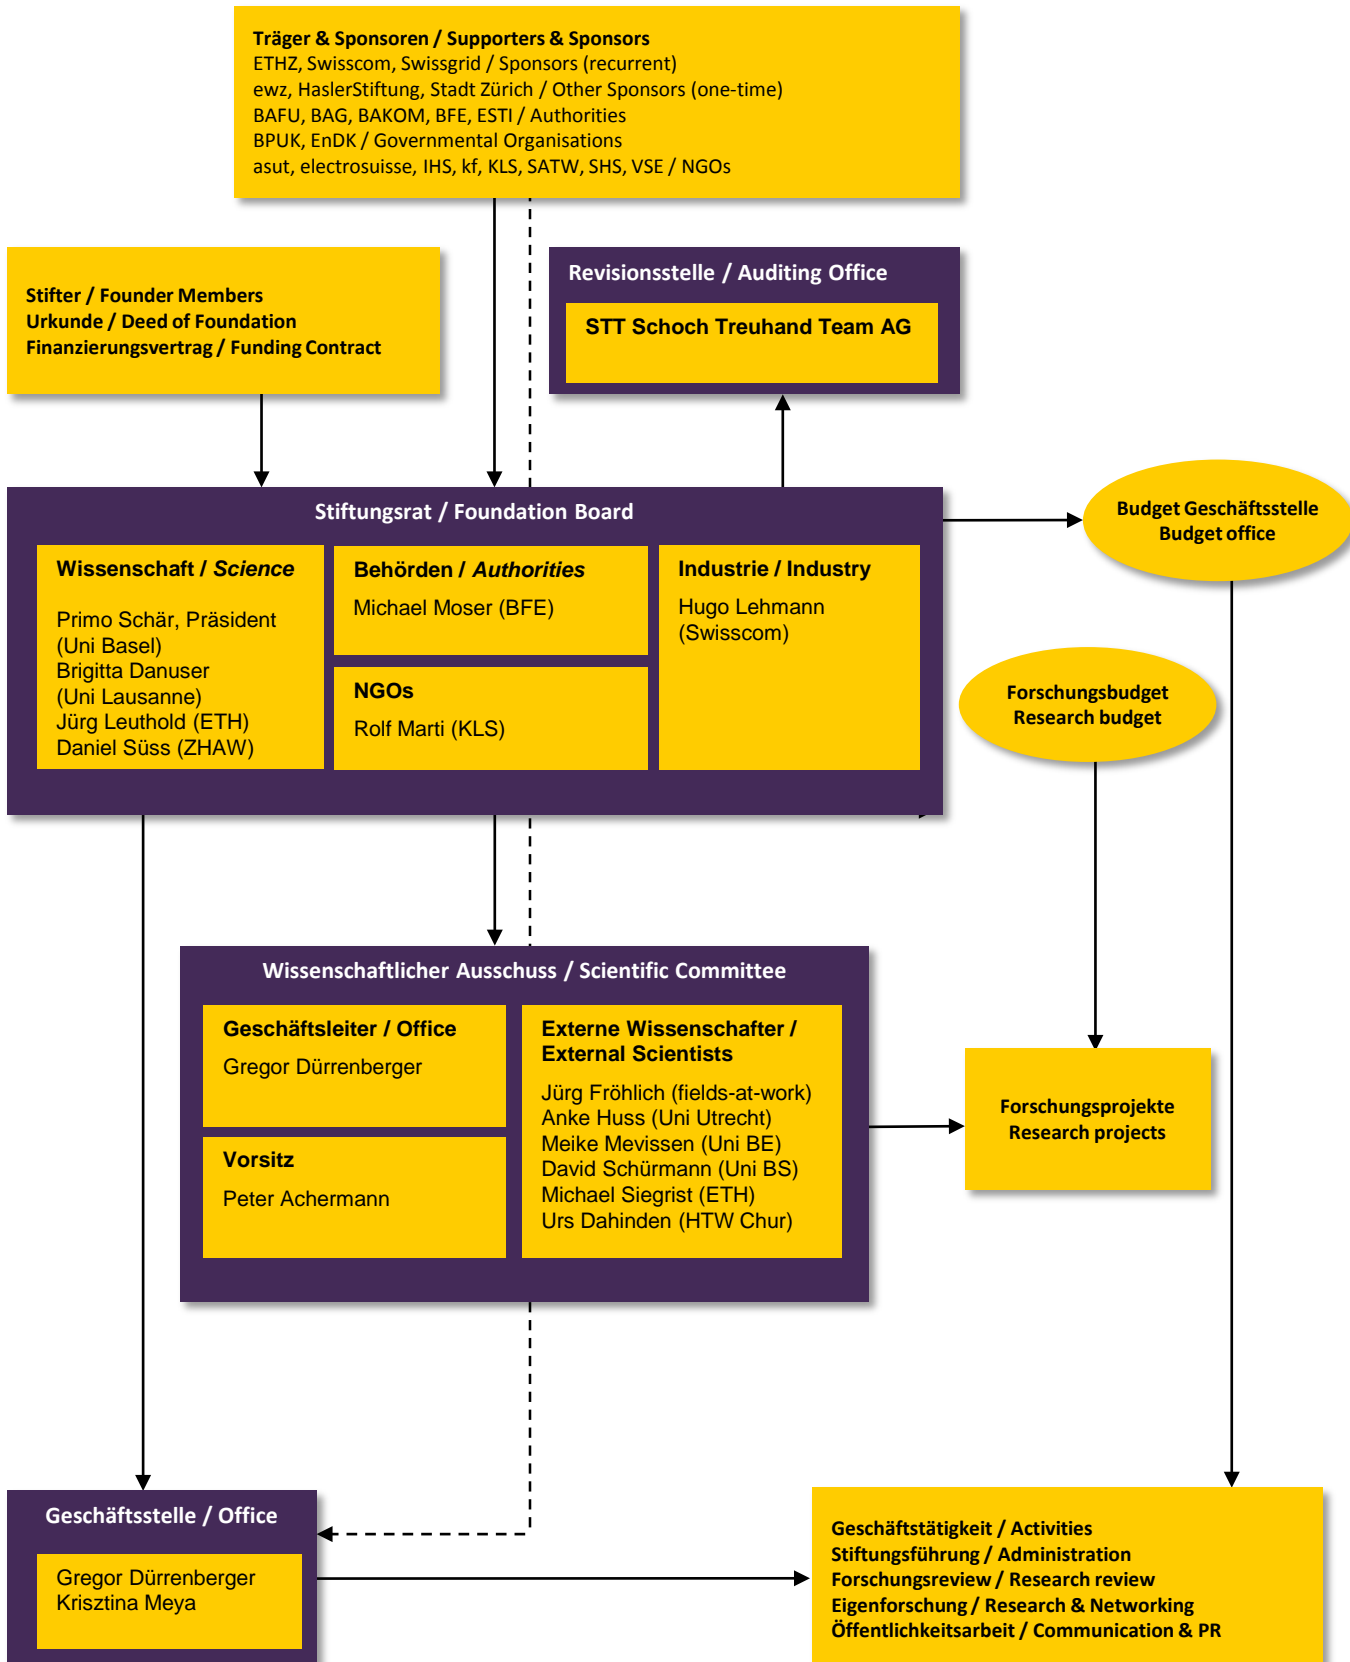 Träger & Sponsoren / Supporters & Sponsors
ETHZ, Swisscom, Swissgrid / Sponsors (recurrent)
ewz, HaslerStiftung, Stadt Zürich / Other Sponsors (one-time)
BAFU, BAG, BAKOM, BFE, ESTI / Authorities
BPUK, EnDK / Governmental Organisations
asut, electrosuisse, IHS, kf, KLS, SATW, SHS, VSE / NGOs
Stifter / Founder Members
Urkunde / Deed of Foundation
Finanzierungsvertrag / Funding Contract
Revisionsstelle / Auditing Office
STT Schoch Treuhand Team AG
Stiftungsrat / Foundation Board
Wissenschaft / Science
Primo Schär, Präsident
(Uni Basel)
Brigitta Danuser
(Uni Lausanne)
Jürg Leuthold (ETH)
Daniel Süss (ZHAW)
Behörden / Authorities
Michael Moser (BFE)
NGOs
Rolf Marti (KLS)
Industrie / Industry
Hugo Lehmann
(Swisscom)
Budget Geschäftsstelle
Budget office
Forschungsbudget
Research budget
Wissenschaftlicher Ausschuss / Scientific Committee
Geschäftsleiter / Office
Gregor Dürrenberger
Vorsitz
Peter Achermann
Externe Wissenschafter /
External Scientists
Jürg Fröhlich (fields-at-work)
Anke Huss (Uni Utrecht)
Meike Mevissen (Uni BE)
David Schürmann (Uni BS)
Michael Siegrist (ETH)
Urs Dahinden (HTW Chur)
Forschungsprojekte
Research projects
Geschäftsstelle / Office
Gregor Dürrenberger
Krisztina Meya
Geschäftstätigkeit / Activities
Stiftungsführung / Administration
Forschungsreview / Research review
Eigenforschung / Research & Networking
Öffentlichkeitsarbeit / Communication & PR